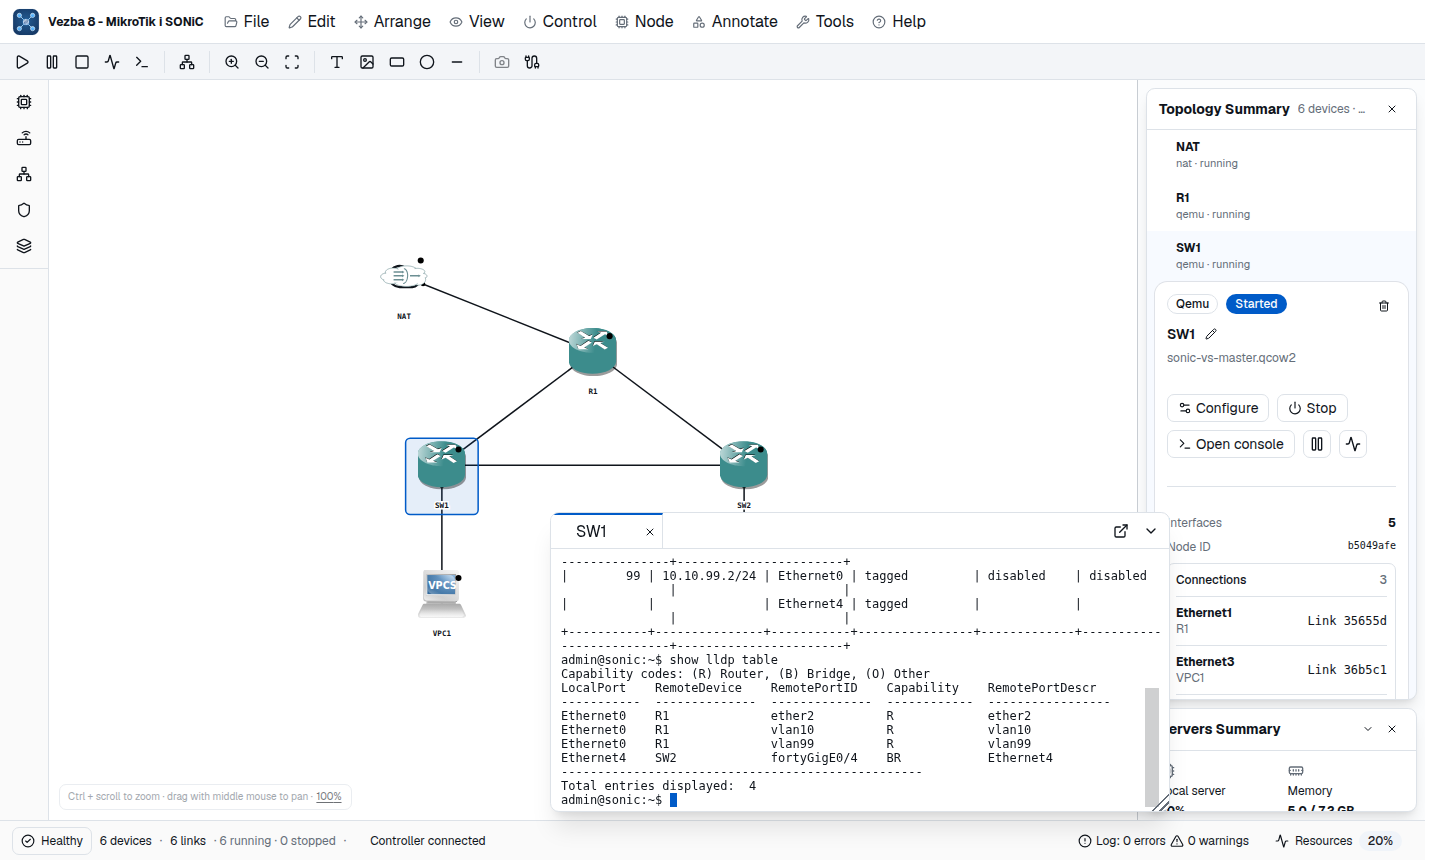 Vezba 8 - MikroTik i SONiC File Edit Arrange View Control Node Annotate Tools Help
Topology Summary 6 devices · ...
NAT
nat · running
R1
qemu · running
SW1
qemu · running
Qemu Started
SW1
sonic-vs-master.qcow2
Configure Stop
Open console
nterfaces 5
Node ID b5049afe
Connections 3
Ethernet1
R1 Link 35655d
Ethernet3
VPC1 Link 36b5c1
ervers Summary
ocal server Memory
NAT
R1
SW1
SW2
VPCS
VPC1
SW1
---------------+-----------------------+
|        99 | 10.10.99.2/24 | Ethernet0 | tagged         | disabled    | disabled
               |                       |
|           |               | Ethernet4 | tagged         |             |
               |                       |
+-----------+---------------+-----------+----------------+-------------+-----------
---------------+-----------------------+
admin@sonic:~$ show lldp table
Capability codes: (R) Router, (B) Bridge, (O) Other
LocalPort    RemoteDevice    RemotePortID    Capability    RemotePortDescr
-----------  --------------  --------------  ------------  -----------------
Ethernet0    R1              ether2          R             ether2
Ethernet0    R1              vlan10          R             vlan10
Ethernet0    R1              vlan99          R             vlan99
Ethernet4    SW2             fortyGigE0/4    BR            Ethernet4
--------------------------------------------------
Total entries displayed:  4
admin@sonic:~$
Ctrl + scroll to zoom · drag with middle mouse to pan · 100%
Healthy 6 devices · 6 links · 6 running · 0 stopped · Controller connected Log: 0 errors 0 warnings Resources 20%